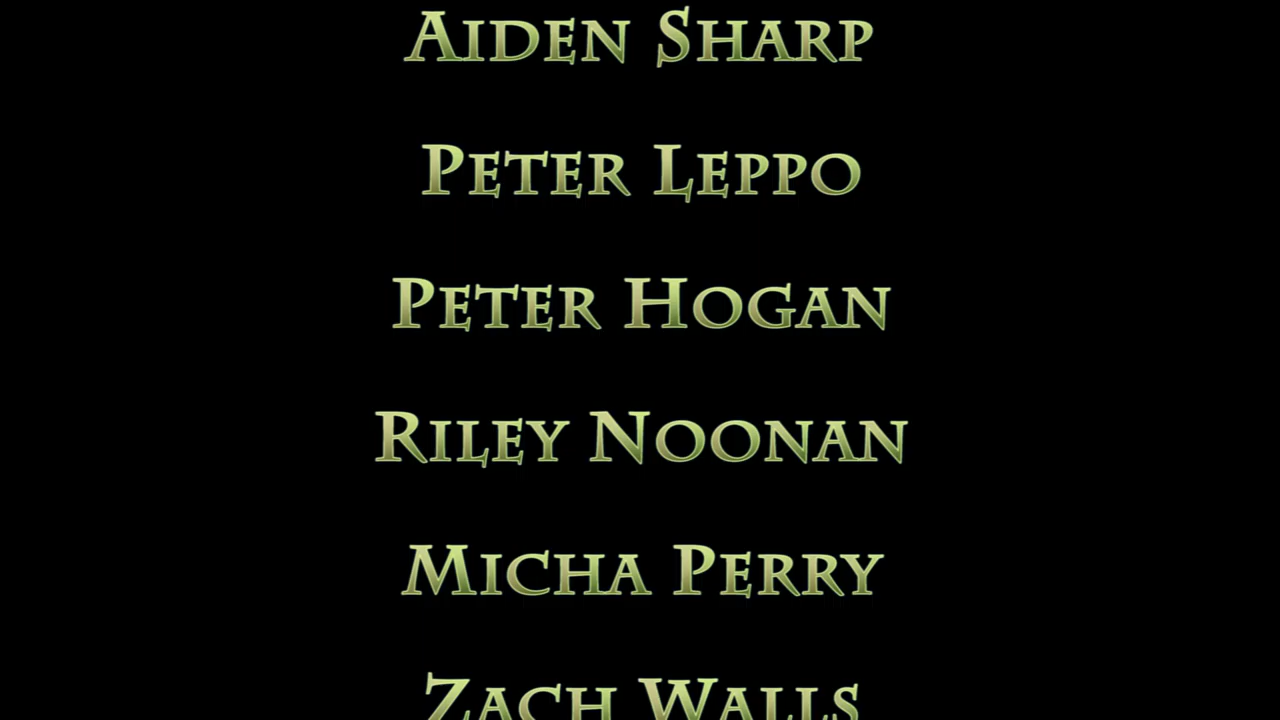 AIDEN SHARP
PETER LEPPO
PETER HOGAN
RILEY NOONAN
MICHA PERRY
ZACH WALLS